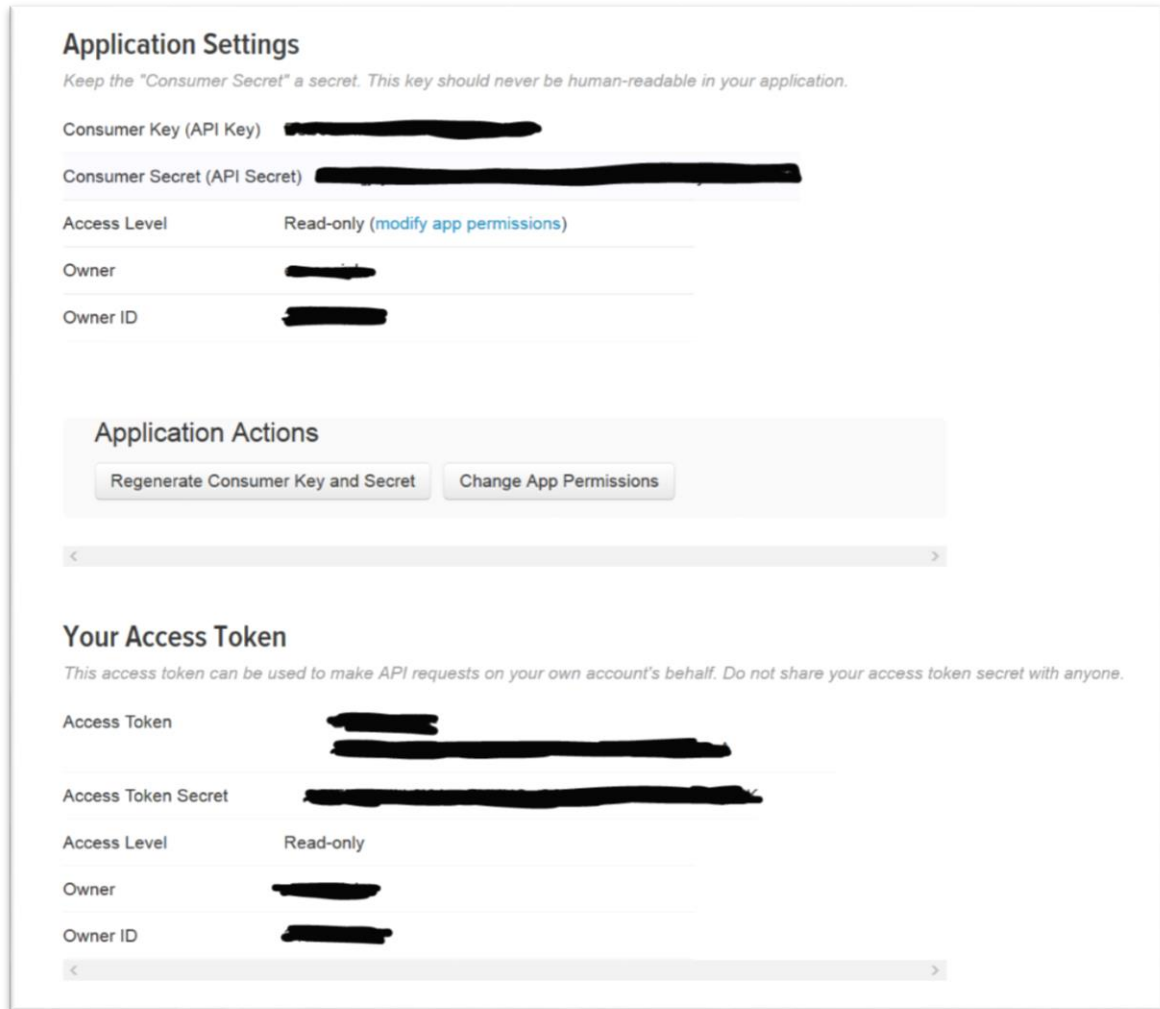 Application Settings
Keep the "Consumer Secret" a secret. This key should never be human-readable in your application.
Consumer Key (API Key)
Consumer Secret (API Secret)
Access Level Read-only (modify app permissions)
Owner
Owner ID
Application Actions
Regenerate Consumer Key and Secret Change App Permissions
Your Access Token
This access token can be used to make API requests on your own account's behalf. Do not share your access token secret with anyone.
Access Token
Access Token Secret
Access Level Read-only
Owner
Owner ID